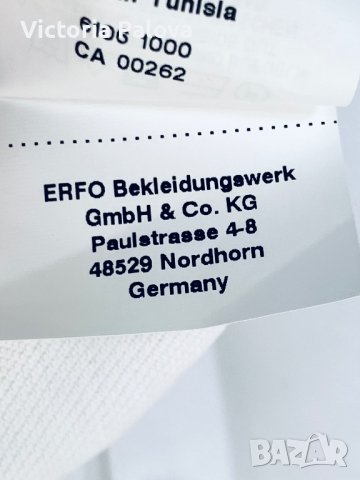 Victoria Palova
Tunisia
1000
CA 00262
ERFO Bekleidungswerk
GmbH & Co. KG
Paulstrasse 4-8
48529 Nordhorn
Germany
BAZAR